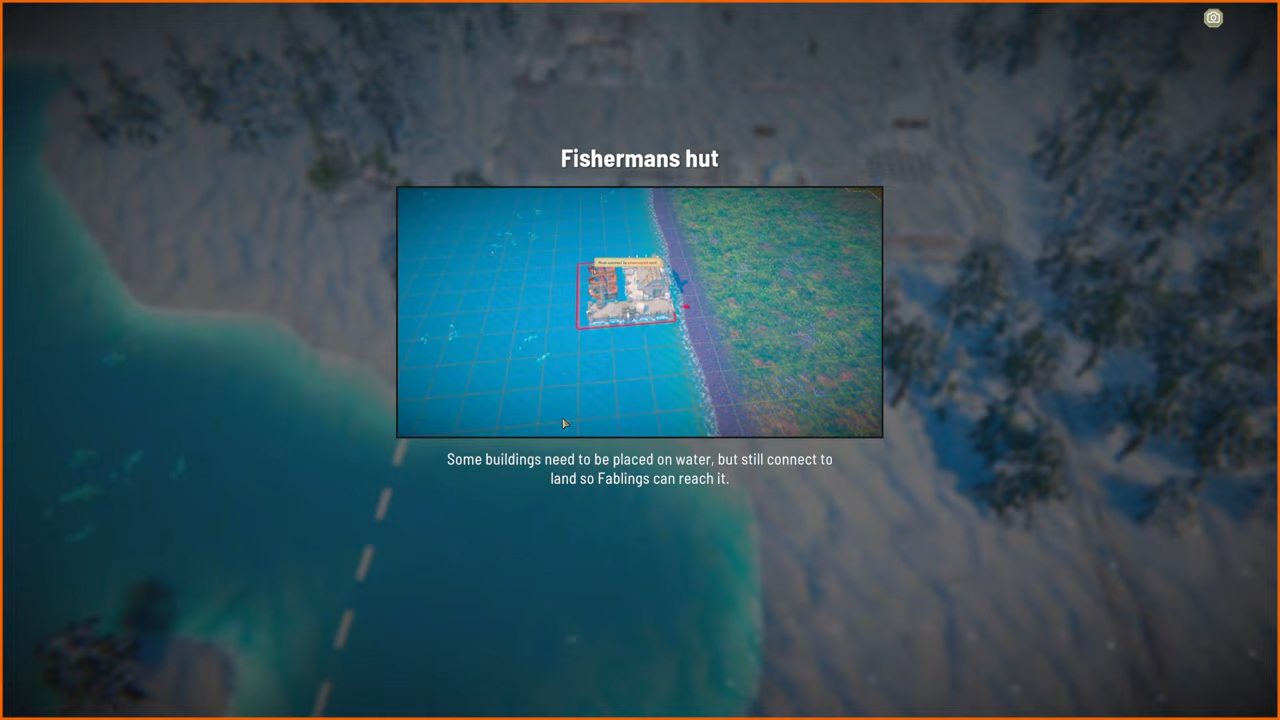 Fishermans hut
Some buildings need to be placed on water, but still connect to
land so Fablings can reach it.